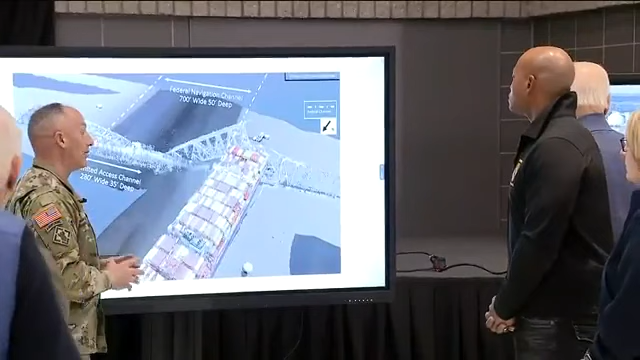 Federal Navigation Channel
700' Wide 50' Deep
Limited Access Channel
280' Wide 35' Deep